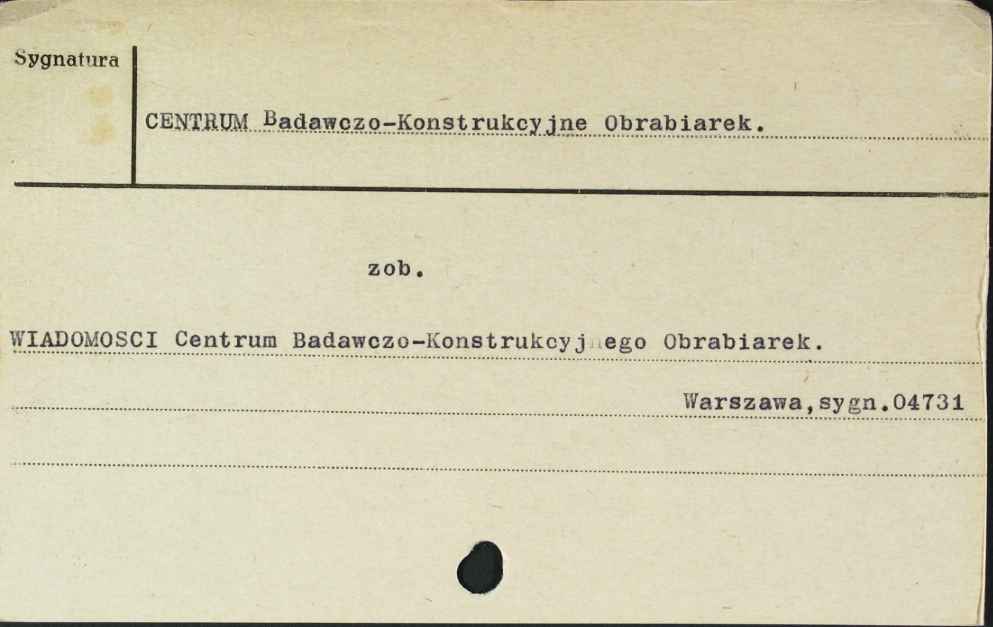 Sygnatura
CENTRUM Badawczo-Konstrukcyjne Obrabiarek.
zob.
WIADOMOSCI Centrum Badawczo-Konstrukcyjnego Obrabiarek.
Warszawa,sygn.04731